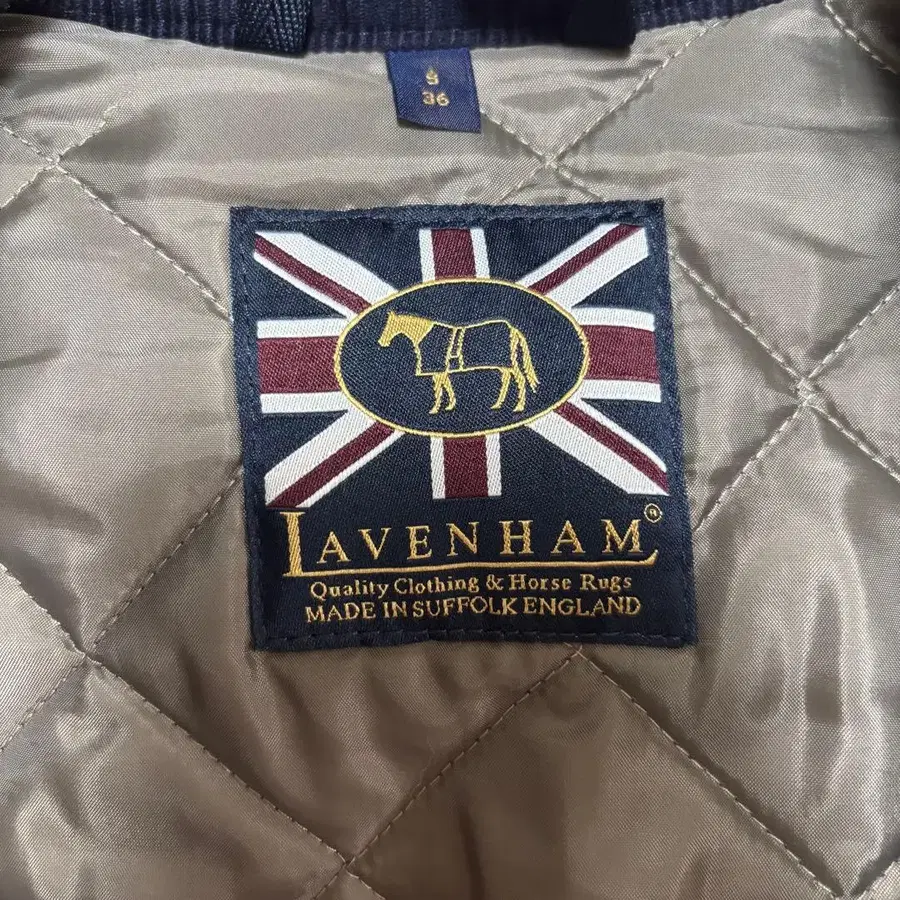 S
36
LAVENHAM®
Quality Clothing & Horse Rugs
MADE IN SUFFOLK ENGLAND